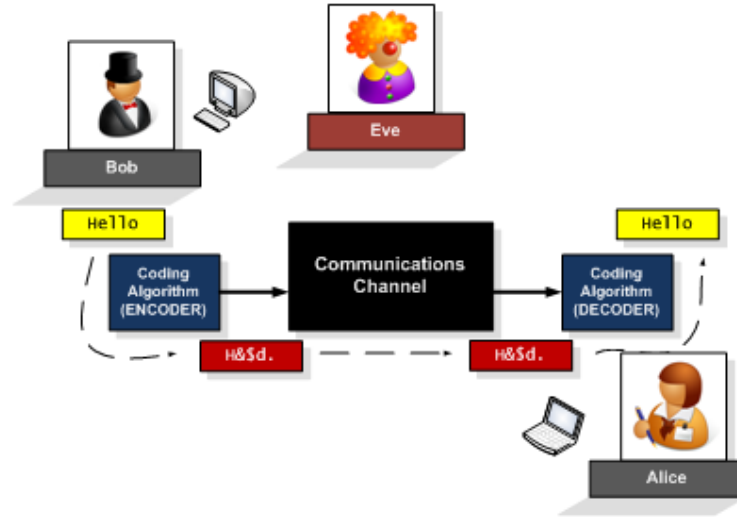 Eve
Bob
Hello
Hello
Coding
Algorithm
(ENCODER)
Communications
Channel
Coding
Algorithm
(DECODER)
H&$d.
H&$d.
Alice